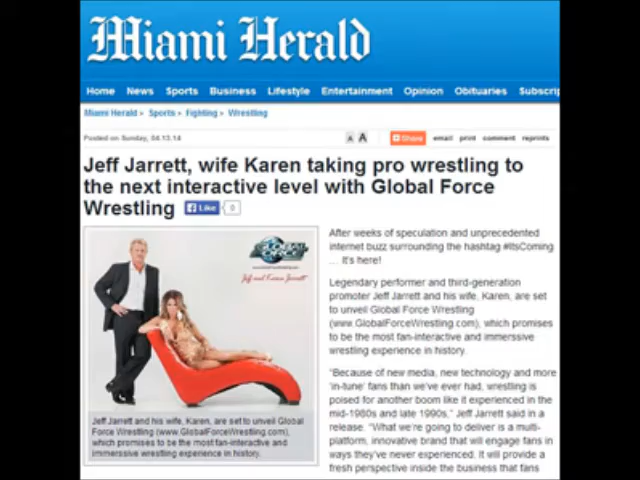 Miami Herald
Home News Sports Business Lifestyle Entertainment Opinion Obituaries Subscrip
Miami Herald > Sports > Fighting > Wrestling
Posted on Sunday, 04.13.14
A A Share email print comment reprints
Jeff Jarrett, wife Karen taking pro wrestling to
the next interactive level with Global Force
Wrestling Like 0
GLOBAL
FORCE
Jeff and Karen Jarrett
Jeff Jarrett and his wife, Karen, are set to unveil Global
Force Wrestling (www.GlobalForceWrestling.com),
which promises to be the most fan-interactive and
immerssive wrestling experience in history.
After weeks of speculation and unprecedented
internet buzz surrounding the hashtag #ItsComing
... It's here!
Legendary performer and third-generation
promoter Jeff Jarrett and his wife, Karen, are set
to unveil Global Force Wrestling
(www.GlobalForceWrestling.com), which promises
to be the most fan-interactive and immerssive
wrestling experience in history.
"Because of new media, new technology and more
'in-tune' fans than we've ever had, wrestling is
poised for another boom like it experienced in the
mid-1980s and late 1990s," Jeff Jarrett said in a
release. "What we're going to deliver is a multi-
platform, innovative brand that will engage fans in
ways they've never experienced. It will provide a
fresh perspective inside the business that fans